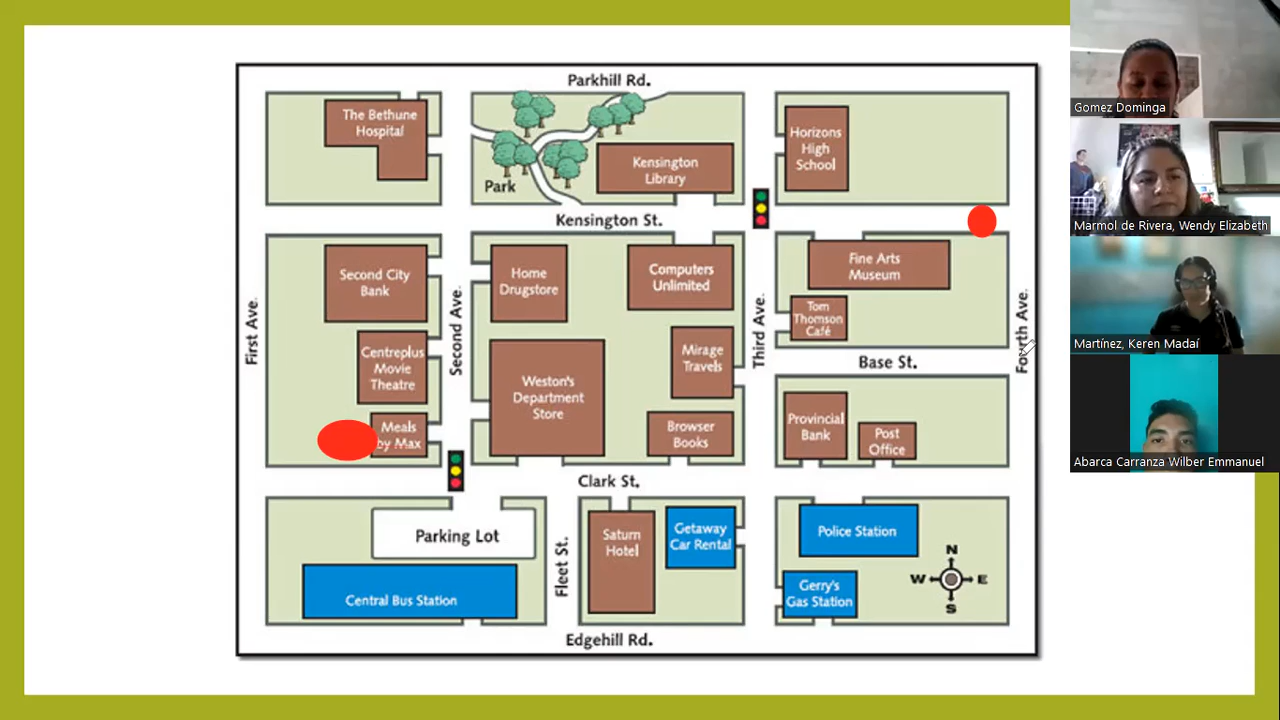 Parkhill Rd.
The Bethune
Hospital
Park
Kensington
Library
Horizons
High
School
Kensington St.
Second City
Bank
Home
Drugstore
Computers
Unlimited
Fine Arts
Museum
Tom
Thomson
Café
First Ave.
Second Ave.
Third Ave.
Fourth Ave.
Centreplus
Movie
Theatre
Mirage
Travels
Base St.
Weston's
Department
Store
Meals
by Max
Browser
Books
Provincial
Bank
Post
Office
Clark St.
Parking Lot
Fleet St.
Saturn
Hotel
Getaway
Car Rental
Police Station
Central Bus Station
Gerry's
Gas Station
N
W E
S
Edgehill Rd.
Gomez Dominga
Marmol de Rivera, Wendy Elizabeth
Martínez, Keren Madaí
Abarca Carranza Wilber Emmanuel